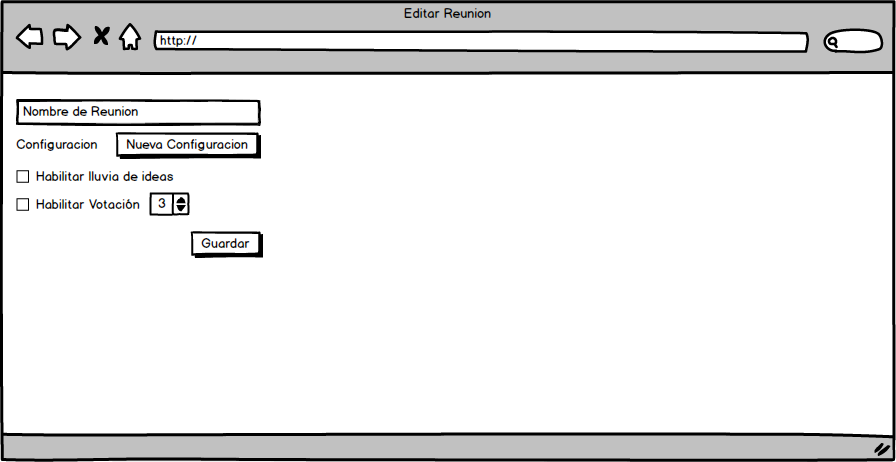 Editar Reunion
http://
Nombre de Reunion
Configuracion Nueva Configuracion
Habilitar lluvia de ideas
Habilitar Votación 3
Guardar